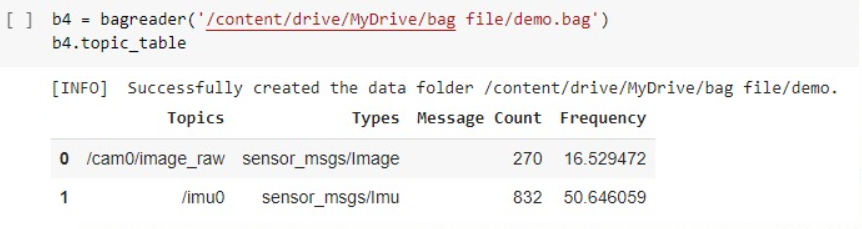 [ ] b4 = bagreader('/content/drive/MyDrive/bag file/demo.bag')
b4.topic_table
[INFO]  Successfully created the data folder /content/drive/MyDrive/bag file/demo.
Topics Types Message Count Frequency
0 /cam0/image_raw sensor_msgs/Image 270 16.529472
1 /imu0 sensor_msgs/Imu 832 50.646059